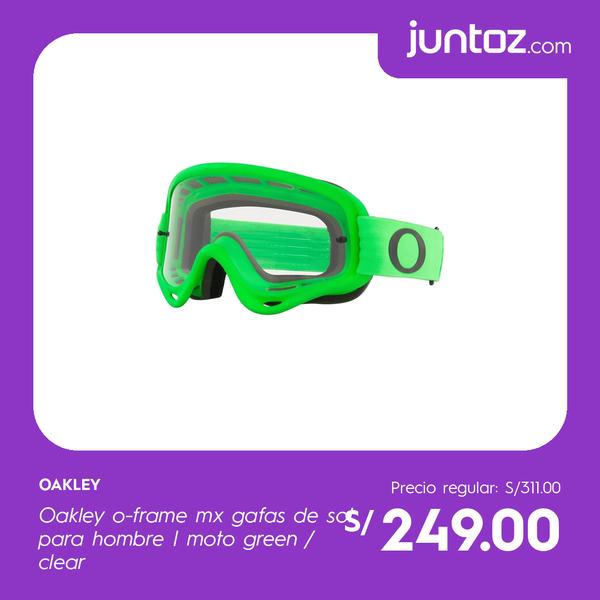 juntoz.com
O
OAKLEY
Precio regular: S/311.00
Oakley o-frame mx gafas de so
S/ 249.00
para hombre | moto green /
clear